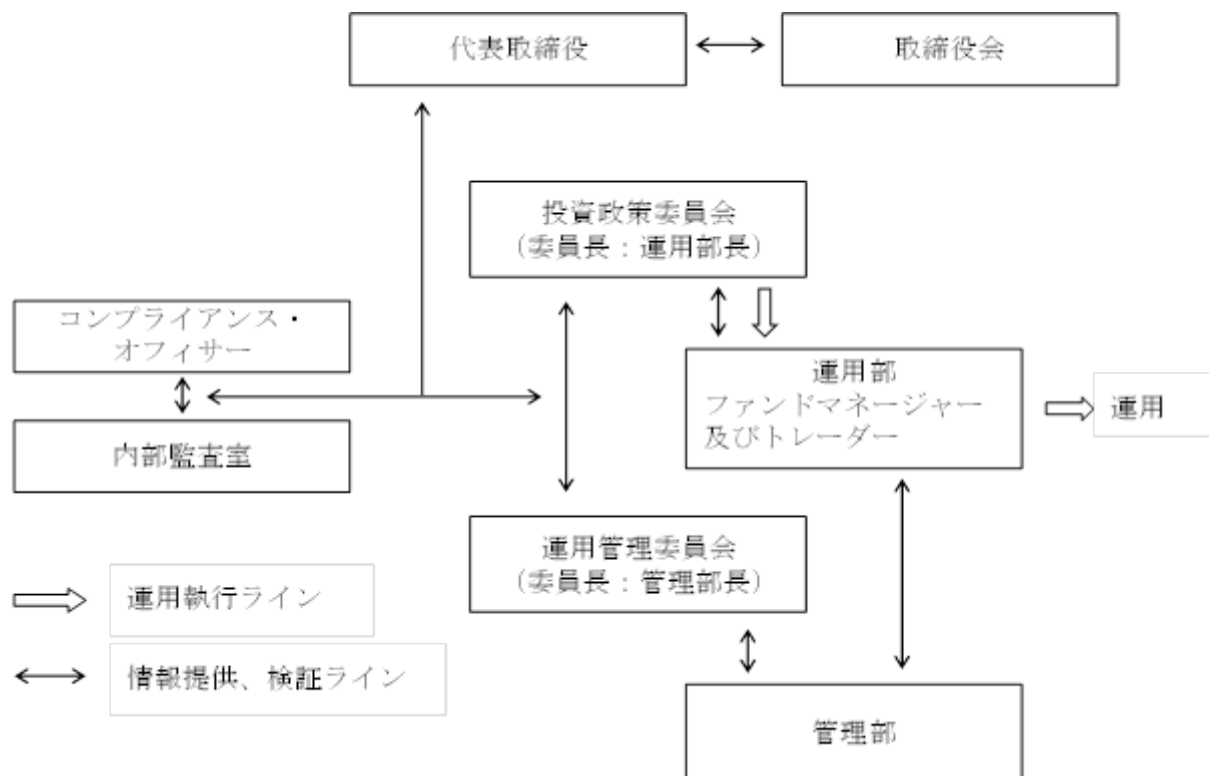 代表取締役
取締役会
投資政策委員会
(委員長：運用部長)
コンプライアンス・
オフィサー
運用部
ファンドマネージャー
及びトレーダー
運用
内部監査室
運用管理委員会
(委員長：管理部長)
運用執行ライン
情報提供、検証ライン
管理部